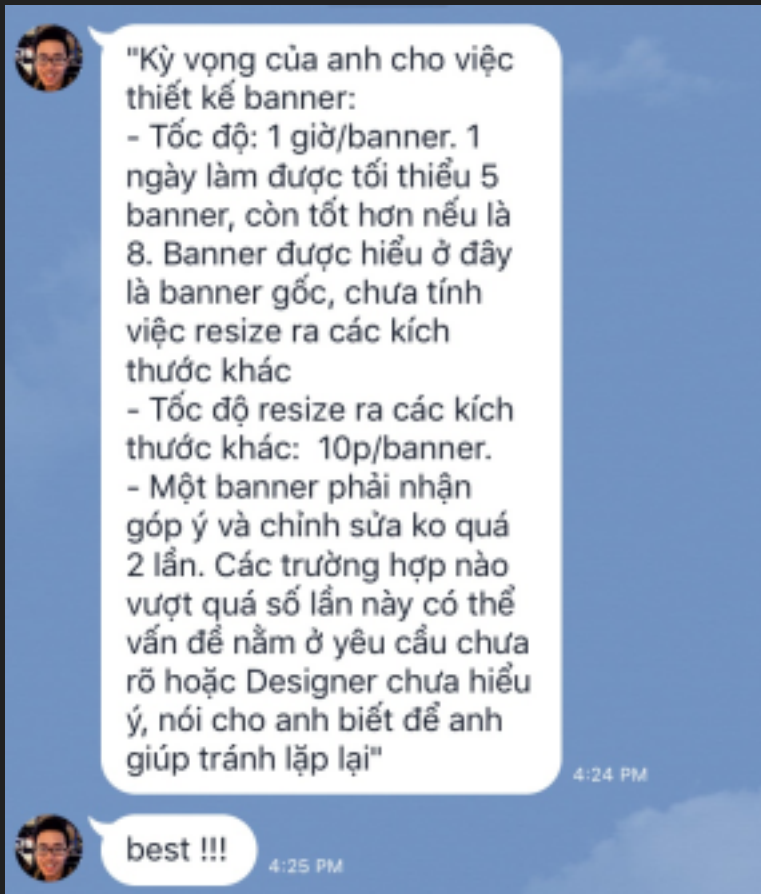 "Kỳ vọng của anh cho việc
thiết kế banner:
- Tốc độ: 1 giờ/banner. 1
ngày làm được tối thiểu 5
banner, còn tốt hơn nếu là
8. Banner được hiểu ở đây
là banner gốc, chưa tính
việc resize ra các kích
thước khác
- Tốc độ resize ra các kích
thước khác:  10p/banner.
- Một banner phải nhận
góp ý và chỉnh sửa ko quá
2 lần. Các trường hợp nào
vượt quá số lần này có thể
vấn đề nằm ở yêu cầu chưa
rõ hoặc Designer chưa hiểu
ý, nói cho anh biết để anh
giúp tránh lặp lại"
4:24 PM
best !!!
4:25 PM